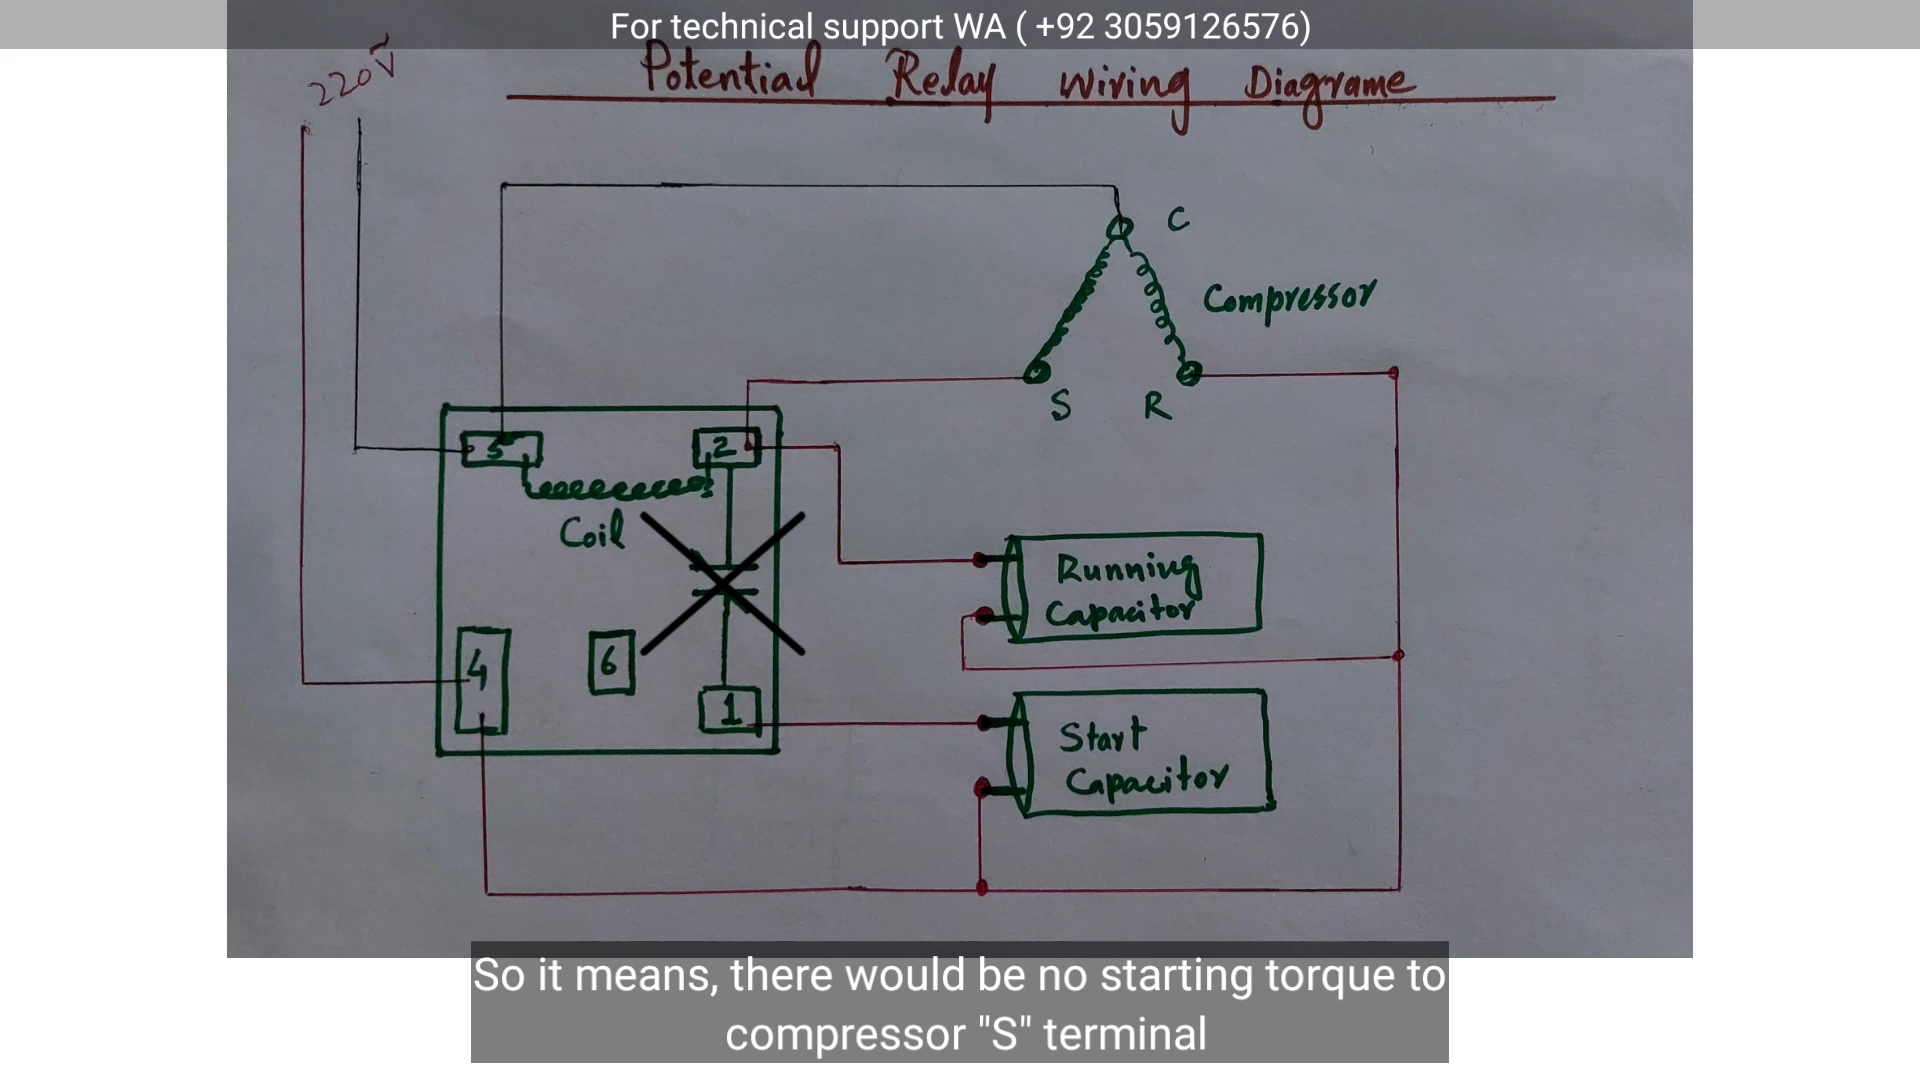 For technical support WA ( +92 3059126576)
220V~
Potential Relay Wiring Diagrame
C
Compressor
S
R
5
2
Coil
Running
Capacitor
4
6
1
Start
Capacitor
So it means, there would be no starting torque to
compressor "S" terminal